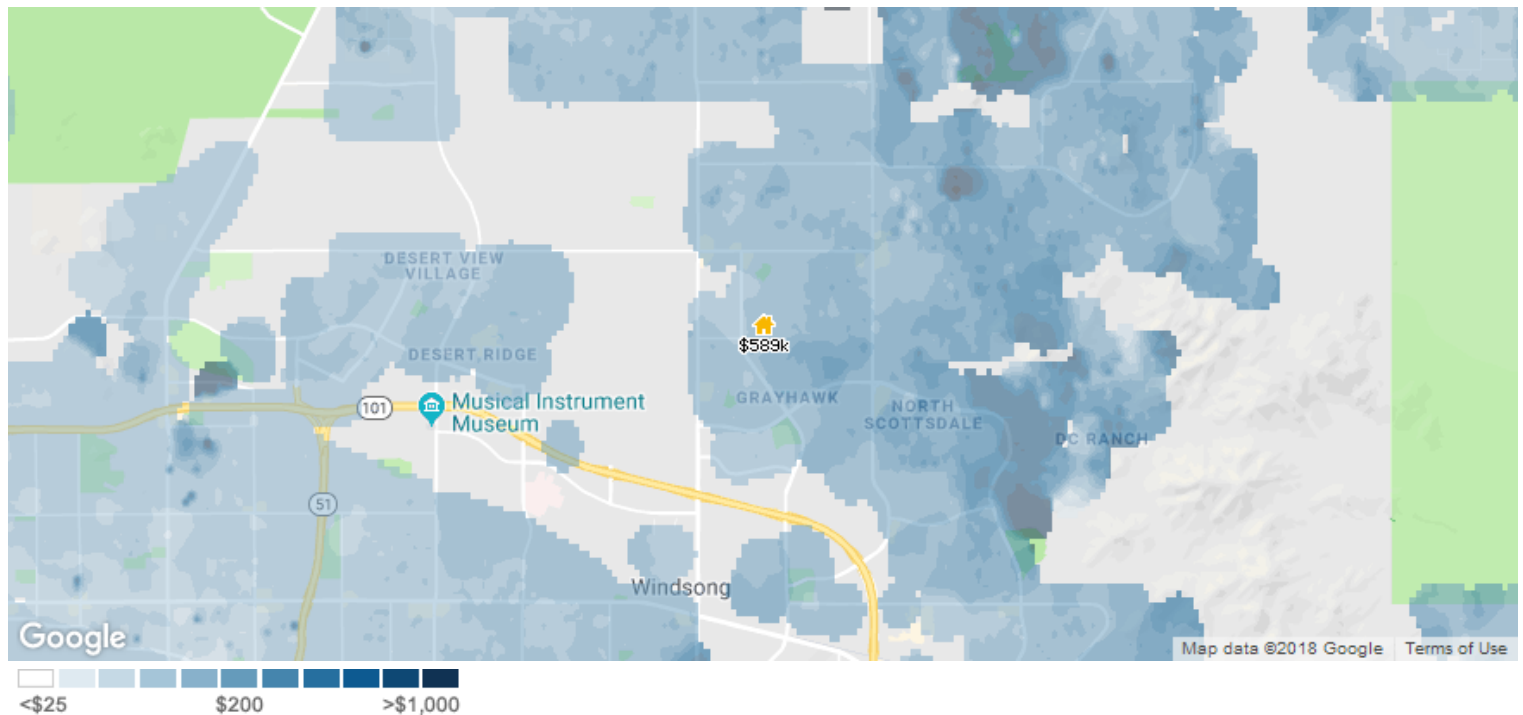 DESERT VIEW
VILLAGE
DESERT RIDGE
$589k
GRAYHAWK
NORTH
SCOTTSDALE
DC RANCH
101
Musical Instrument
Museum
51
Windsong
Google
Map data ©2018 Google
Terms of Use
<$25
$200
>$1,000